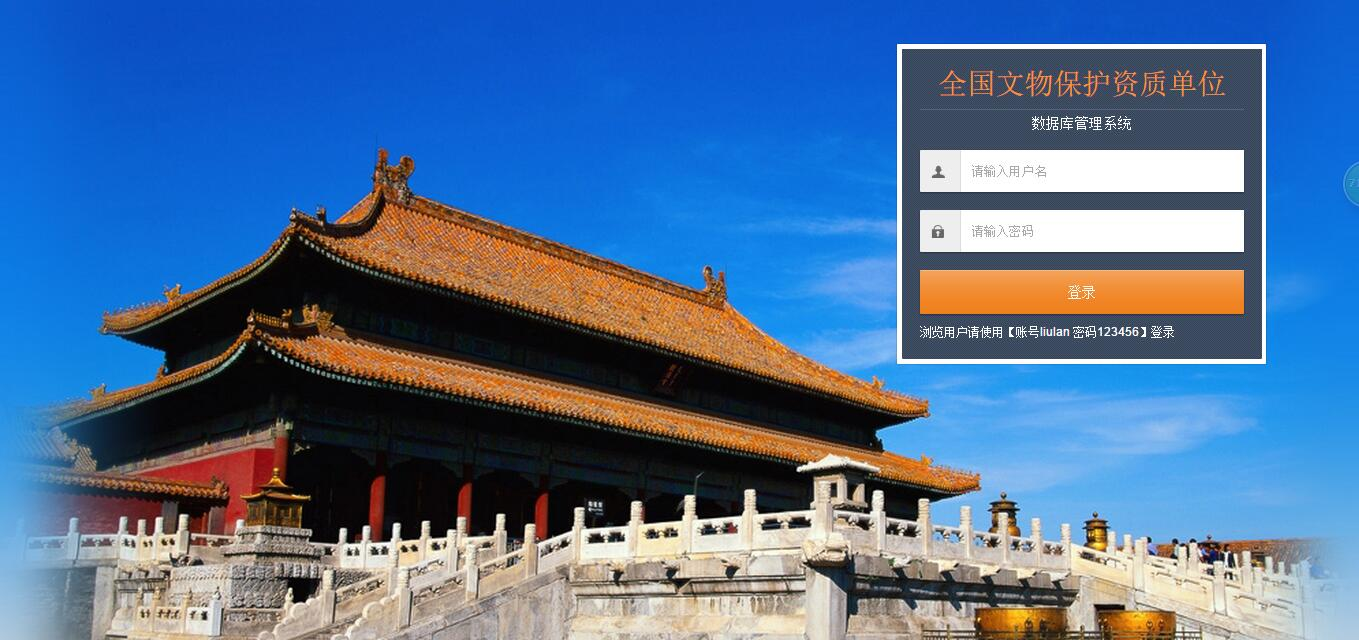 全国文物保护资质单位
数据库管理系统
请输入用户名
请输入密码
登录
浏览用户请使用【账号liulan 密码123456】登录